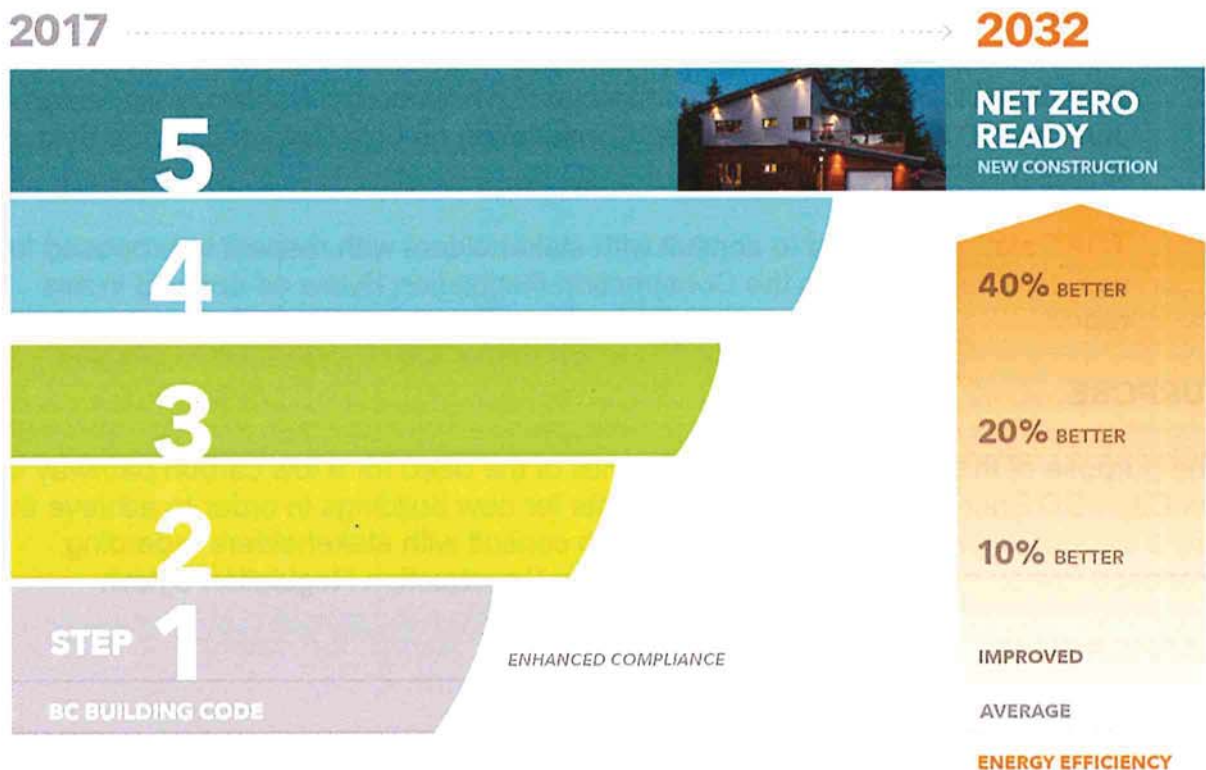 2017
2032
5
NET ZERO
READY
NEW CONSTRUCTION
4
40% BETTER
3
20% BETTER
2
10% BETTER
STEP 1
ENHANCED COMPLIANCE
IMPROVED
BC BUILDING CODE
AVERAGE
ENERGY EFFICIENCY